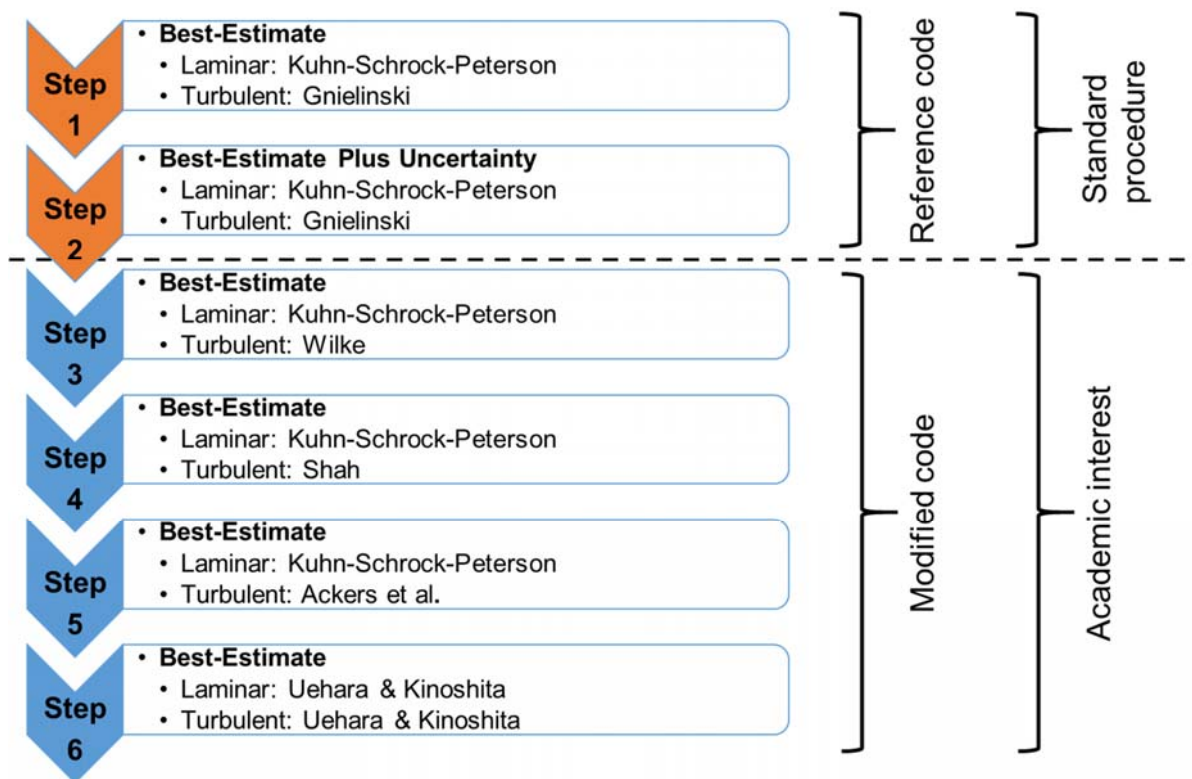 Step
1
• Best-Estimate
• Laminar: Kuhn-Schrock-Peterson
• Turbulent: Gnielinski
Step
2
• Best-Estimate Plus Uncertainty
• Laminar: Kuhn-Schrock-Peterson
• Turbulent: Gnielinski
Reference code
Standard
procedure
Step
3
• Best-Estimate
• Laminar: Kuhn-Schrock-Peterson
• Turbulent: Wilke
Step
4
• Best-Estimate
• Laminar: Kuhn-Schrock-Peterson
• Turbulent: Shah
Step
5
• Best-Estimate
• Laminar: Kuhn-Schrock-Peterson
• Turbulent: Ackers et al.
Step
6
• Best-Estimate
• Laminar: Uehara & Kinoshita
• Turbulent: Uehara & Kinoshita
Modified code
Academic interest